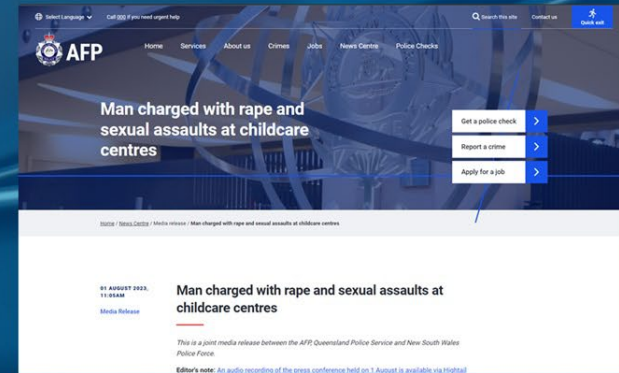 Select Language
Call 000 if you need urgent help
Search this site
Contact us
Quick exit
AFP
Home
Services
About us
Crimes
Jobs
News Centre
Police Checks
Man charged with rape and
sexual assaults at childcare
centres
Get a police check
Report a crime
Apply for a job
Home / News Centre / Media release / Man charged with rape and sexual assaults at childcare centres
01 AUGUST 2023,
11:05AM
Media Release
Man charged with rape and sexual assaults at
childcare centres
This is a joint media release between the AFP, Queensland Police Service and New South Wales
Police Force.
Editor's note: An audio recording of the press conference held on 1 August is available via Hightail